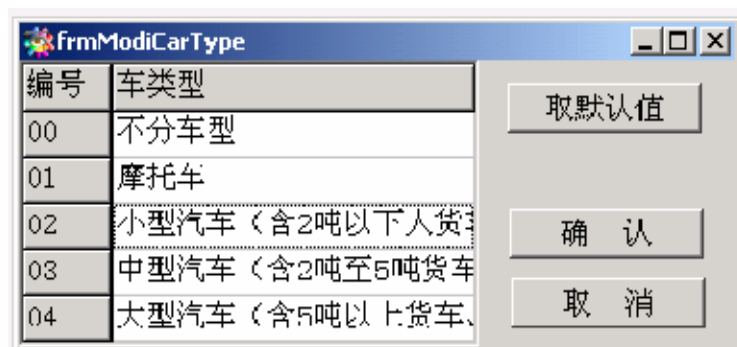 frmModiCarType
编号 车类型
取默认值
00 不分车型
01 摩托车
02 小型汽车（含2吨以下人货
确 认
03 中型汽车（含2吨至5吨货车
04 大型汽车（含5吨以上货车、
取 消